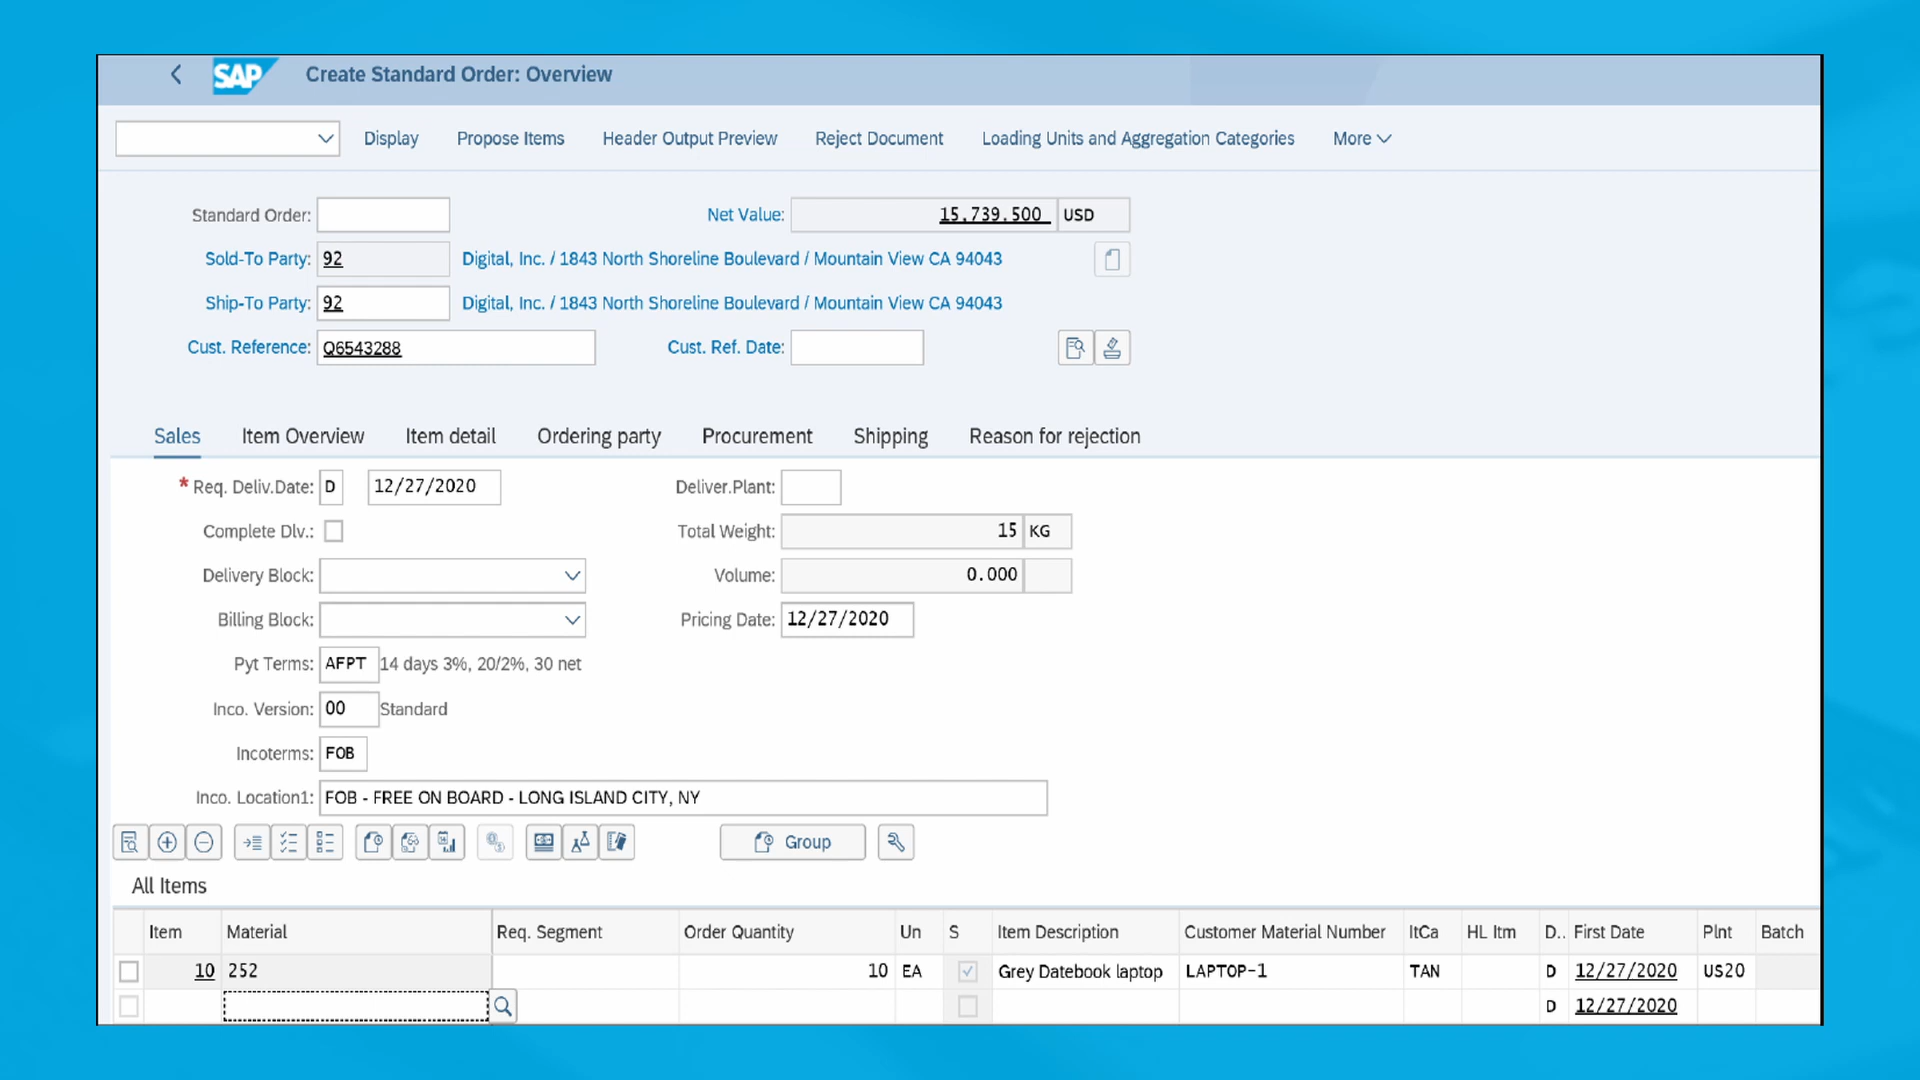 SAP Create Standard Order: Overview
Display Propose Items Header Output Preview Reject Document Loading Units and Aggregation Categories More
Standard Order: Net Value: 15,739.500 USD
Sold-To Party: 92 Digital, Inc. / 1843 North Shoreline Boulevard / Mountain View CA 94043
Ship-To Party: 92 Digital, Inc. / 1843 North Shoreline Boulevard / Mountain View CA 94043
Cust. Reference: Q6543288 Cust. Ref. Date:
Sales Item Overview Item detail Ordering party Procurement Shipping Reason for rejection
* Req. Deliv.Date: D 12/27/2020 Deliver.Plant:
Complete Dlv.: Total Weight: 15 KG
Delivery Block: Volume: 0.000
Billing Block: Pricing Date: 12/27/2020
Pyt Terms: AFPT 14 days 3%, 20/2%, 30 net
Inco. Version: 00 Standard
Incoterms: FOB
Inco. Location1: FOB - FREE ON BOARD - LONG ISLAND CITY, NY
Group
All Items
Item Material Req. Segment Order Quantity Un S Item Description Customer Material Number ItCa HL Itm D.. First Date Plnt Batch
10 252 10 EA Grey Datebook laptop LAPTOP-1 TAN D 12/27/2020 US20
D 12/27/2020